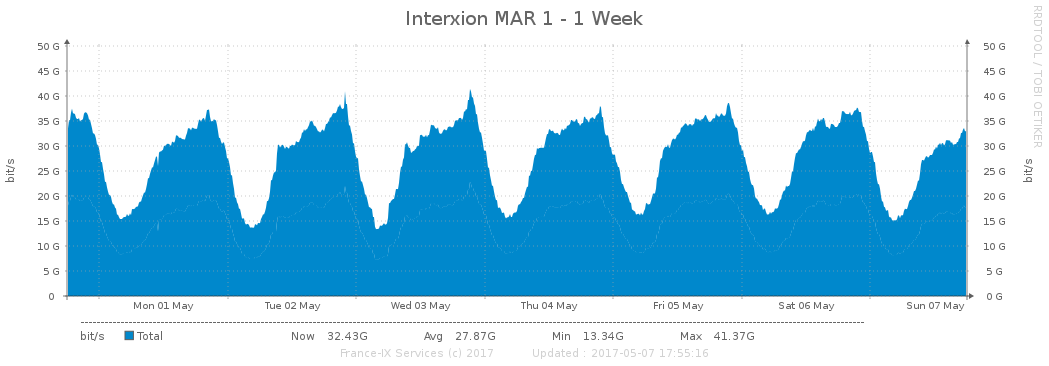 Interxion MAR 1 - 1 Week
RRDTOOL / TOBI OETIKER
50 G 50 G
45 G 45 G
40 G 40 G
35 G 35 G
30 G 30 G
25 G 25 G
20 G 20 G
15 G 15 G
10 G 10 G
5 G 5 G
0 0 G
bit/s bit/s
Mon 01 May Tue 02 May Wed 03 May Thu 04 May Fri 05 May Sat 06 May Sun 07 May
bit/s Total Now 32.43G Avg 27.87G Min 13.34G Max 41.37G
France-IX Services (c) 2017 Updated : 2017-05-07 17:55:16